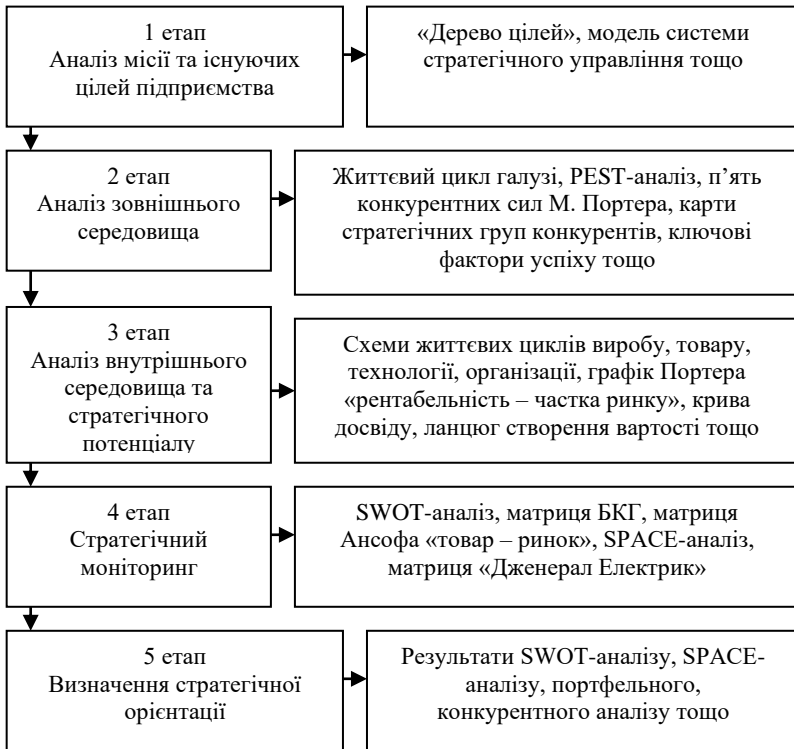 1 етап
Аналіз місії та існуючих
цілей підприємства
«Дерево цілей», модель системи
стратегічного управління тощо
2 етап
Аналіз зовнішнього
середовища
Життєвий цикл галузі, PEST-аналіз, п’ять
конкурентних сил М. Портера, карти
стратегічних груп конкурентів, ключові
фактори успіху тощо
3 етап
Аналіз внутрішнього
середовища та
стратегічного
потенціалу
Схеми життєвих циклів виробу, товару,
технології, організації, графік Портера
«рентабельність – частка ринку», крива
досвіду, ланцюг створення вартості тощо
4 етап
Стратегічний
моніторинг
SWOT-аналіз, матриця БКГ, матриця
Ансофа «товар – ринок», SPACE-аналіз,
матриця «Дженерал Електрик»
5 етап
Визначення стратегічної
орієнтації
Результати SWOT-аналізу, SPACE-
аналізу, портфельного,
конкурентного аналізу тощо